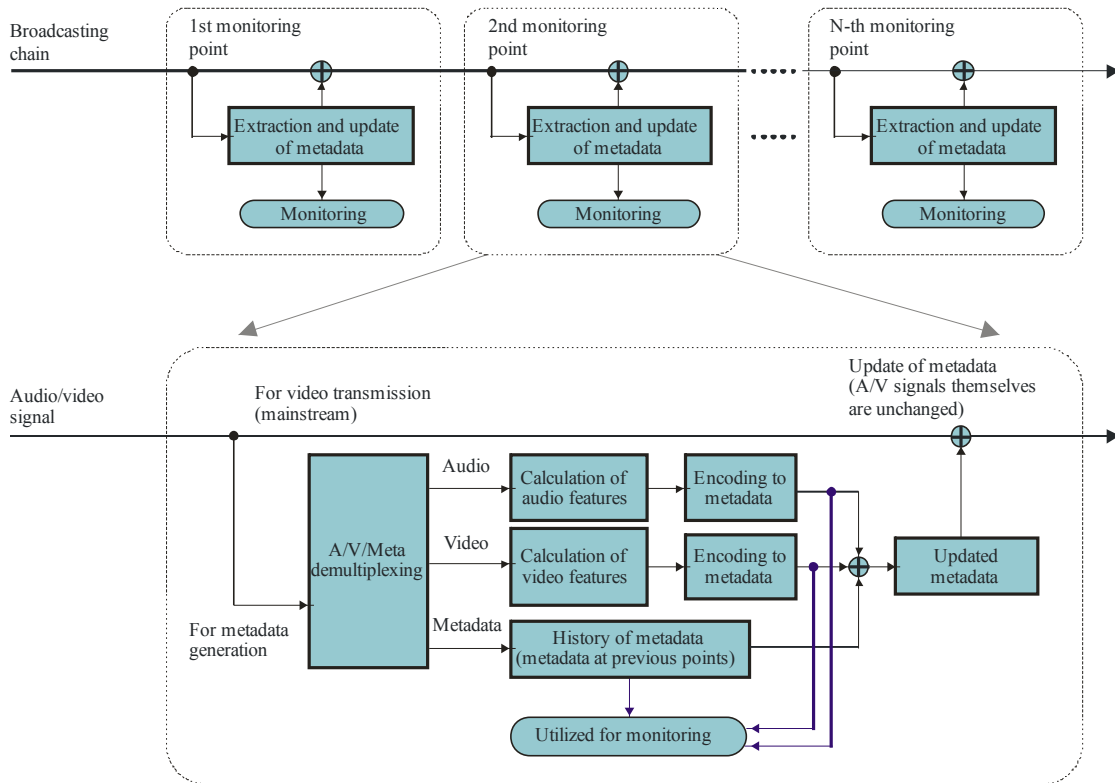 Broadcasting
chain
1st monitoring
point
2nd monitoring
point
N-th monitoring
point
Extraction and update
of metadata
Extraction and update
of metadata
Extraction and update
of metadata
Monitoring
Monitoring
Monitoring
Audio/video
signal
For video transmission
(mainstream)
Update of metadata
(A/V signals themselves
are unchanged)
Audio
Calculation of
audio features
Encoding to
metadata
A/V/Meta
demultiplexing
Video
Calculation of
video features
Encoding to
metadata
Updated
metadata
For metadata
generation
Metadata
History of metadata
(metadata at previous points)
Utilized for monitoring